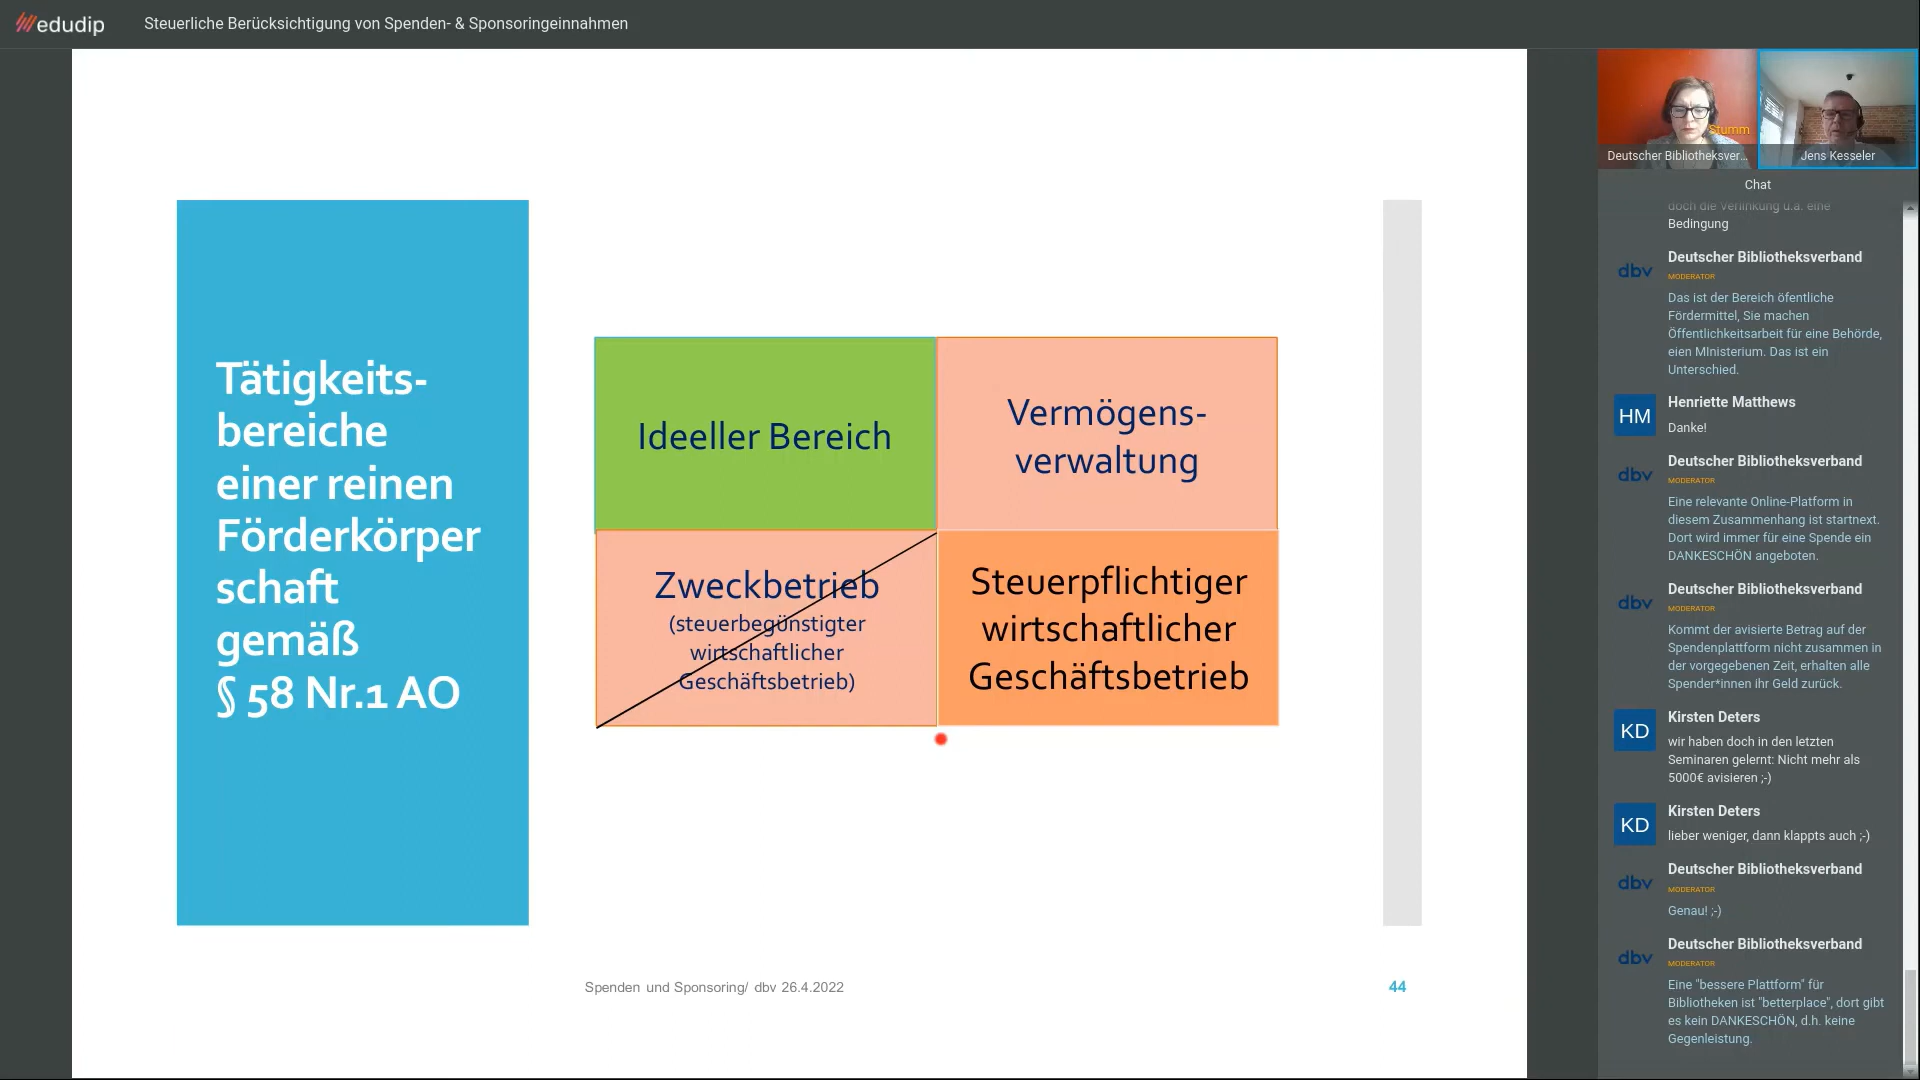 edudip
Steuerliche Berücksichtigung von Spenden- & Sponsoringeinnahmen
Tätigkeits-
bereiche
einer reinen
Förderkörper
schaft
gemäß
§ 58 Nr.1 AO
Ideeller Bereich
Vermögens-
verwaltung
Zweckbetrieb
(steuerbegünstigter
wirtschaftlicher
Geschäftsbetrieb)
Steuerpflichtiger
wirtschaftlicher
Geschäftsbetrieb
Spenden und Sponsoring/ dbv 26.4.2022
44
Stumm
Deutscher Bibliotheksver...
Jens Kesseler
Chat
doch die Verlinkung u.a. eine
Bedingung
dbv
Deutscher Bibliotheksverband
MODERATOR
Das ist der Bereich öfentliche
Fördermittel, Sie machen
Öffentlichkeitsarbeit für eine Behörde,
eien MInisterium. Das ist ein
Unterschied.
HM
Henriette Matthews
Danke!
dbv
Deutscher Bibliotheksverband
MODERATOR
Eine relevante Online-Platform in
diesem Zusammenhang ist startnext.
Dort wird immer für eine Spende ein
DANKESCHÖN angeboten.
dbv
Deutscher Bibliotheksverband
MODERATOR
Kommt der avisierte Betrag auf der
Spendenplattform nicht zusammen in
der vorgegebenen Zeit, erhalten alle
Spender*innen ihr Geld zurück.
KD
Kirsten Deters
wir haben doch in den letzten
Seminaren gelernt: Nicht mehr als
5000€ avisieren ;-)
KD
Kirsten Deters
lieber weniger, dann klappts auch ;-)
dbv
Deutscher Bibliotheksverband
MODERATOR
Genau! ;-)
dbv
Deutscher Bibliotheksverband
MODERATOR
Eine "bessere Plattform" für
Bibliotheken ist "betterplace", dort gibt
es kein DANKESCHÖN, d.h. keine
Gegenleistung.